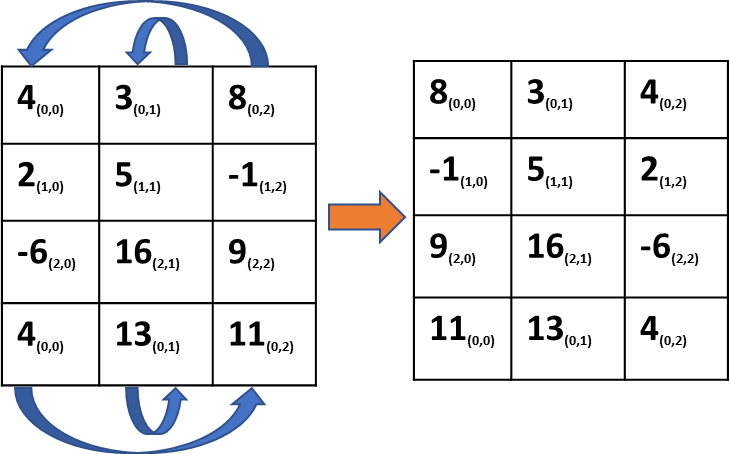 4(0,0) 3(0,1) 8(0,2)
2(1,0) 5(1,1) -1(1,2)
-6(2,0) 16(2,1) 9(2,2)
4(0,0) 13(0,1) 11(0,2)
8(0,0) 3(0,1) 4(0,2)
-1(1,0) 5(1,1) 2(1,2)
9(2,0) 16(2,1) -6(2,2)
11(0,0) 13(0,1) 4(0,2)